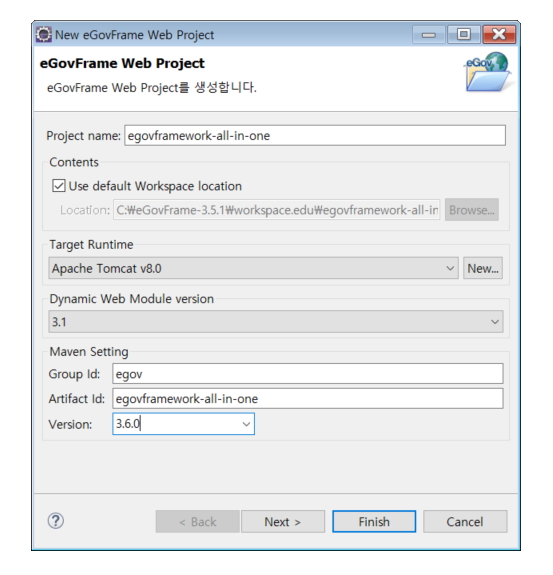 New eGovFrame Web Project
eGovFrame Web Project
eGovFrame Web Project를 생성합니다.
.eGov
Project name: egovframework-all-in-one
Contents
Use default Workspace location
Location: C:₩eGovFrame-3.5.1₩workspace.edu₩egovframework-all-in Browse...
Target Runtime
Apache Tomcat v8.0 New...
Dynamic Web Module version
3.1
Maven Setting
Group Id: egov
Artifact Id: egovframework-all-in-one
Version: 3.6.0
? < Back Next > Finish Cancel